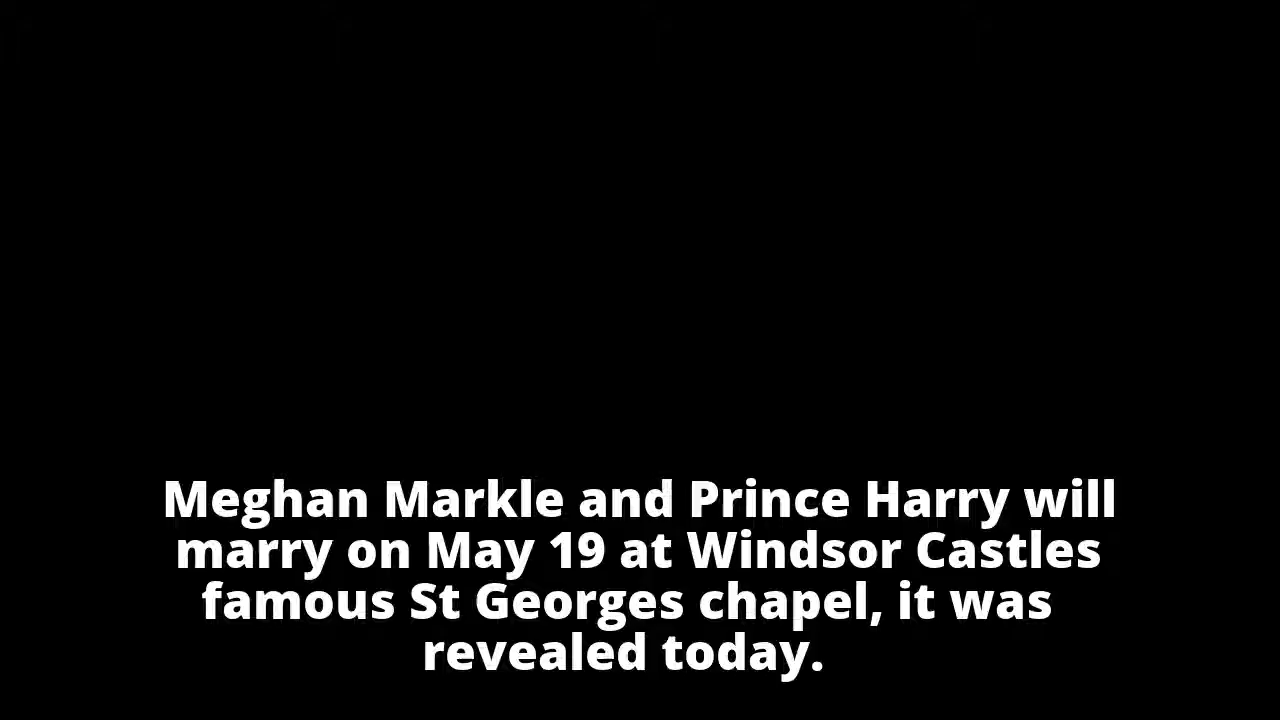 Meghan Markle and Prince Harry will
marry on May 19 at Windsor Castles
famous St Georges chapel, it was
revealed today.